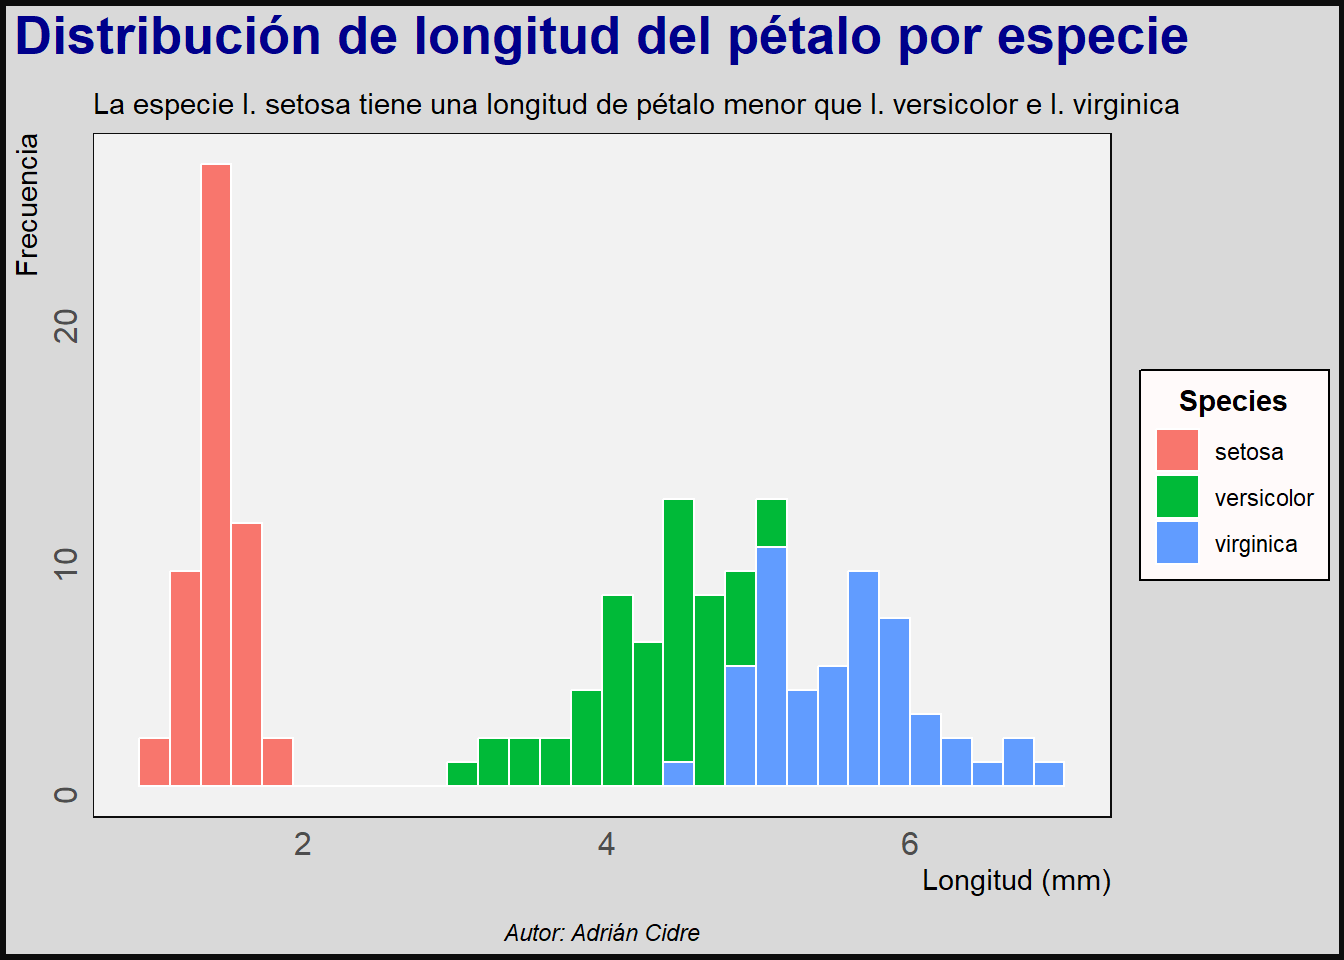 Distribución de longitud del pétalo por especie
La especie I. setosa tiene una longitud de pétalo menor que I. versicolor e I. virginica
Frecuencia
20
10
0
2
4
6
Longitud (mm)
Species
setosa
versicolor
virginica
Autor: Adrián Cidre